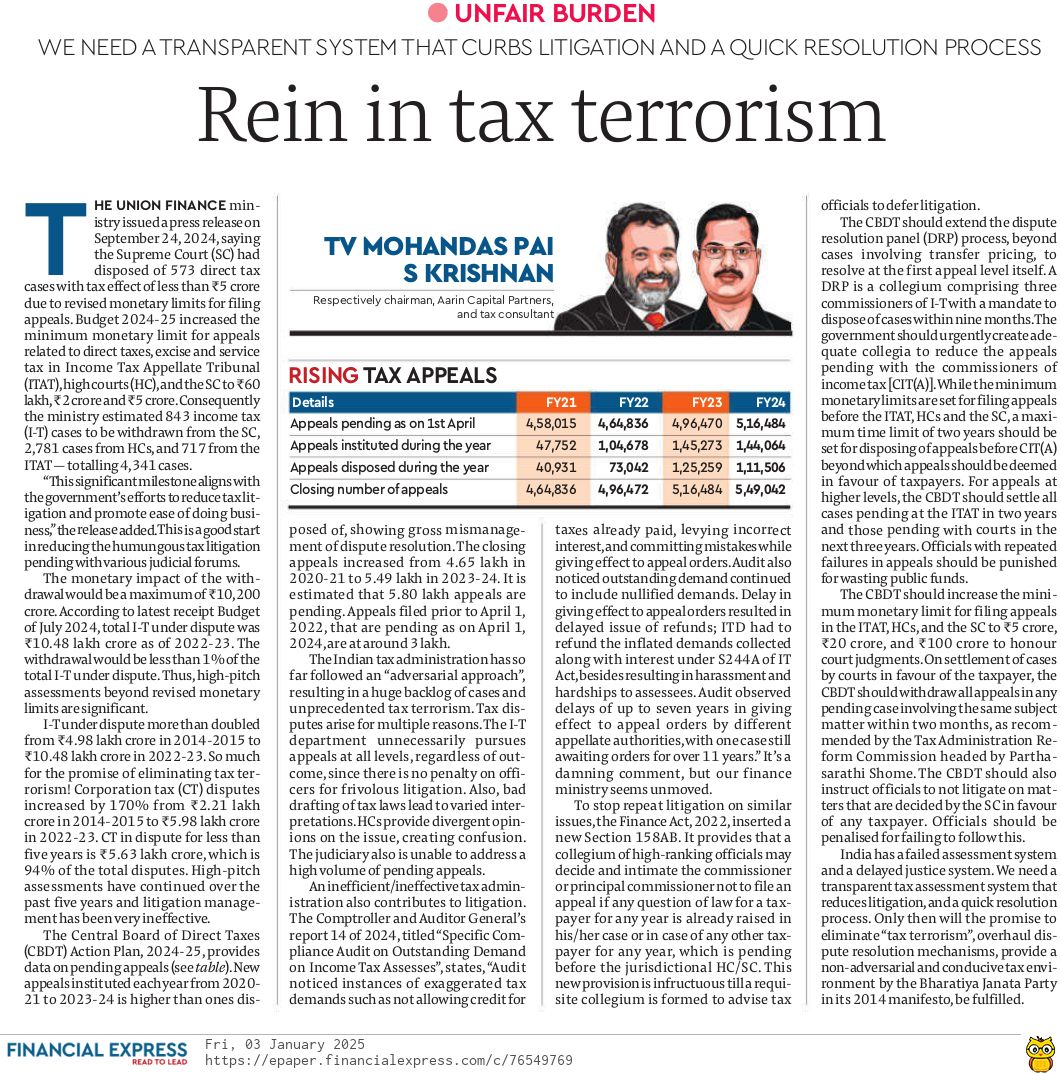 UNFAIR BURDEN
WE NEED A TRANSPARENT SYSTEM THAT CURBS LITIGATION AND A QUICK RESOLUTION PROCESS
Rein in tax terrorism
THE UNION FINANCE min-
istry issued a press release on
September 24, 2024, saying
the Supreme Court (SC) had
disposed of 573 direct tax
cases with tax effect of less than ₹5 crore
due to revised monetary limits for filing
appeals. Budget 2024-25 increased the
minimum monetary limit for appeals
related to direct taxes, excise and service
tax in Income Tax Appellate Tribunal
(ITAT), high courts (HC), and the SC to ₹60
lakh, ₹2 crore and ₹5 crore. Consequently
the ministry estimated 843 income tax
(I-T) cases to be withdrawn from the SC,
2,781 cases from HCs, and 717 from the
ITAT — totalling 4,341 cases.
"This significant milestone aligns with
the government's efforts to reduce tax lit-
igation and promote ease of doing busi-
ness," the release added. This is a good start
in reducing the humungous tax litigation
pending with various judicial forums.
The monetary impact of the with-
drawal would be a maximum of ₹10,200
crore. According to latest receipt Budget
of July 2024, total I-T under dispute was
₹10.48 lakh crore as of 2022-23. The
withdrawal would be less than 1% of the
total I-T under dispute. Thus, high-pitch
assessments beyond revised monetary
limits are significant.
I-T under dispute more than doubled
from ₹4.98 lakh crore in 2014-2015 to
₹10.48 lakh crore in 2022-23. So much
for the promise of eliminating tax ter-
rorism! Corporation tax (CT) disputes
increased by 170% from ₹2.21 lakh
crore in 2014-2015 to ₹5.98 lakh crore
in 2022-23. CT in dispute for less than
five years is ₹5.63 lakh crore, which is
94% of the total disputes. High-pitch
assessments have continued over the
past five years and litigation manage-
ment has been very ineffective.
The Central Board of Direct Taxes
(CBDT) Action Plan, 2024-25, provides
data on pending appeals (see table). New
appeals instituted each year from 2020-
21 to 2023-24 is higher than ones dis-
TV MOHANDAS PAI
S KRISHNAN
Respectively chairman, Aarin Capital Partners,
and tax consultant
RISING TAX APPEALS
Details FY21 FY22 FY23 FY24
Appeals pending as on 1st April 4,58,015 4,64,836 4,96,470 5,16,484
Appeals instituted during the year 47,752 1,04,678 1,45,273 1,44,064
Appeals disposed during the year 40,931 73,042 1,25,259 1,11,506
Closing number of appeals 4,64,836 4,96,472 5,16,484 5,49,042
posed of, showing gross mismanage-
ment of dispute resolution. The closing
appeals increased from 4.65 lakh in
2020-21 to 5.49 lakh in 2023-24. It is
estimated that 5.80 lakh appeals are
pending. Appeals filed prior to April 1,
2022, that are pending as on April 1,
2024, are at around 3 lakh.
The Indian tax administration has so
far followed an "adversarial approach",
resulting in a huge backlog of cases and
unprecedented tax terrorism. Tax dis-
putes arise for multiple reasons. The I-T
department unnecessarily pursues
appeals at all levels, regardless of out-
come, since there is no penalty on offi-
cers for frivolous litigation. Also, bad
drafting of tax laws lead to varied inter-
pretations. HCs provide divergent opin-
ions on the issue, creating confusion.
The judiciary also is unable to address a
high volume of pending appeals.
An inefficient/ineffective tax admin-
istration also contributes to litigation.
The Comptroller and Auditor General's
report 14 of 2024, titled "Specific Com-
pliance Audit on Outstanding Demand
on Income Tax Assesses", states, "Audit
noticed instances of exaggerated tax
demands such as not allowing credit for
taxes already paid, levying incorrect
interest, and committing mistakes while
giving effect to appeal orders. Audit also
noticed outstanding demand continued
to include nullified demands. Delay in
giving effect to appeal orders resulted in
delayed issue of refunds; ITD had to
refund the inflated demands collected
along with interest under S244A of IT
Act, besides resulting in harassment and
hardships to assessees. Audit observed
delays of up to seven years in giving
effect to appeal orders by different
appellate authorities, with one case still
awaiting orders for over 11 years." It's a
damning comment, but our finance
ministry seems unmoved.
To stop repeat litigation on similar
issues, the Finance Act, 2022, inserted a
new Section 158AB. It provides that a
collegium of high-ranking officials may
decide and intimate the commissioner
or principal commissioner not to file an
appeal if any question of law for a tax-
payer for any year is already raised in
his/her case or in case of any other tax-
payer for any year, which is pending
before the jurisdictional HC/SC. This
new provision is infructuous till a requi-
site collegium is formed to advise tax
officials to defer litigation.
The CBDT should extend the dispute
resolution panel (DRP) process, beyond
cases involving transfer pricing, to
resolve at the first appeal level itself. A
DRP is a collegium comprising three
commissioners of I-T with a mandate to
dispose of cases within nine months. The
government should urgently create ade-
quate collegia to reduce the appeals
pending with the commissioners of
income tax [CIT(A)]. While the minimum
monetary limits are set for filing appeals
before the ITAT, HCs and the SC, a maxi-
mum time limit of two years should be
set for disposing of appeals before CIT(A)
beyond which appeals should be deemed
in favour of taxpayers. For appeals at
higher levels, the CBDT should settle all
cases pending at the ITAT in two years
and those pending with courts in the
next three years. Officials with repeated
failures in appeals should be punished
for wasting public funds.
The CBDT should increase the mini-
mum monetary limit for filing appeals
in the ITAT, HCs, and the SC to ₹5 crore,
₹20 crore, and ₹100 crore to honour
court judgments. On settlement of cases
by courts in favour of the taxpayer, the
CBDT should withdraw all appeals in any
pending case involving the same subject
matter within two months, as recom-
mended by the Tax Administration Re-
form Commission headed by Partha-
sarathi Shome. The CBDT should also
instruct officials to not litigate on mat-
ters that are decided by the SC in favour
of any taxpayer. Officials should be
penalised for failing to follow this.
India has a failed assessment system
and a delayed justice system. We need a
transparent tax assessment system that
reduces litigation, and a quick resolution
process. Only then will the promise to
eliminate "tax terrorism", overhaul dis-
pute resolution mechanisms, provide a
non-adversarial and conducive tax envi-
ronment by the Bharatiya Janata Party
in its 2014 manifesto, be fulfilled.
FINANCIAL EXPRESS
READ TO LEAD
Fri, 03 January 2025
https://epaper.financialexpress.com/c/76549769